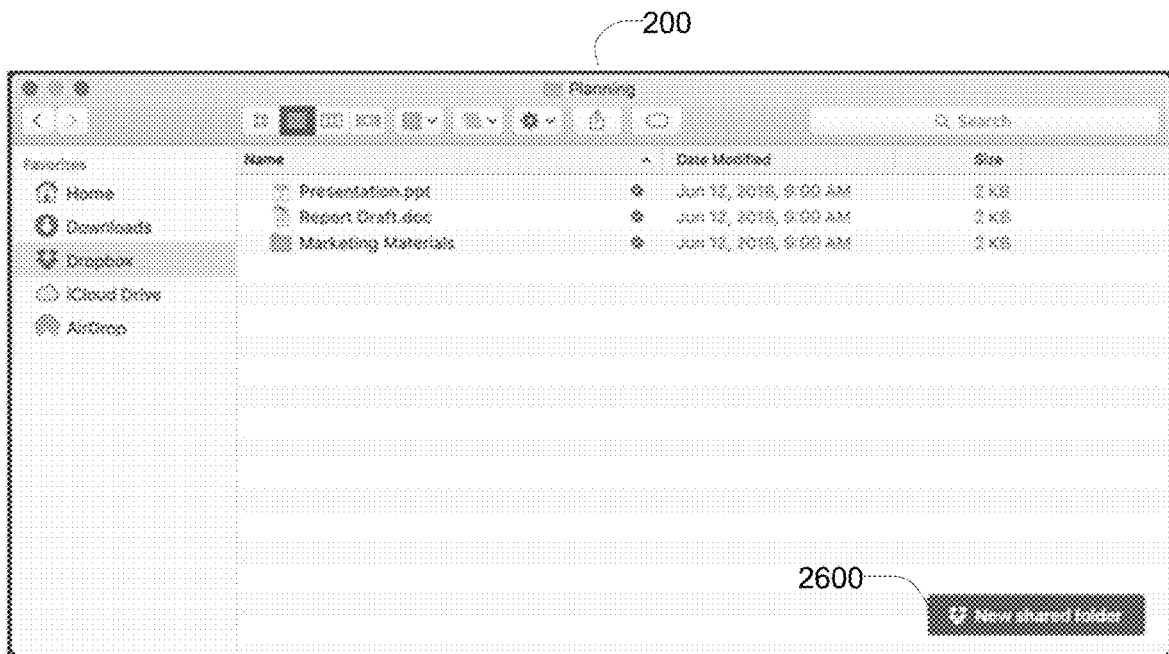 200
Planning
Search
Favorites
Name Date Modified Size
Home
Presentation.ppt Jun 12, 2018, 9:00 AM 2 KB
Downloads
Report Draft.doc Jun 12, 2018, 9:00 AM 2 KB
Marketing Materials Jun 12, 2018, 9:00 AM 2 KB
Dropbox
iCloud Drive
AirDrop
2600
New shared folder